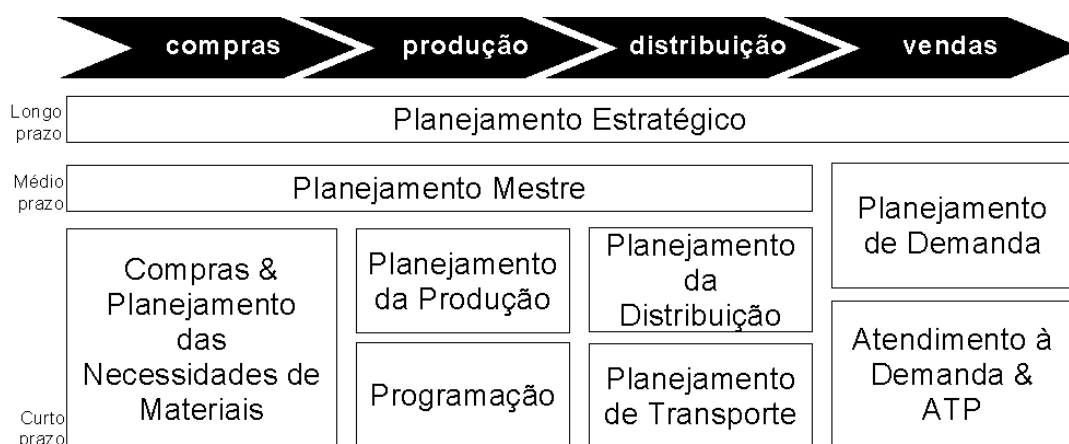 compras
produção
distribuição
vendas
Longo
prazo
Planejamento Estratégico
Médio
prazo
Planejamento Mestre
Planejamento
de Demanda
Compras &
Planejamento
das
Necessidades de
Materiais
Planejamento
da Produção
Planejamento
da
Distribuição
Programação
Planejamento
de Transporte
Atendimento à
Demanda &
ATP
Curto
prazo